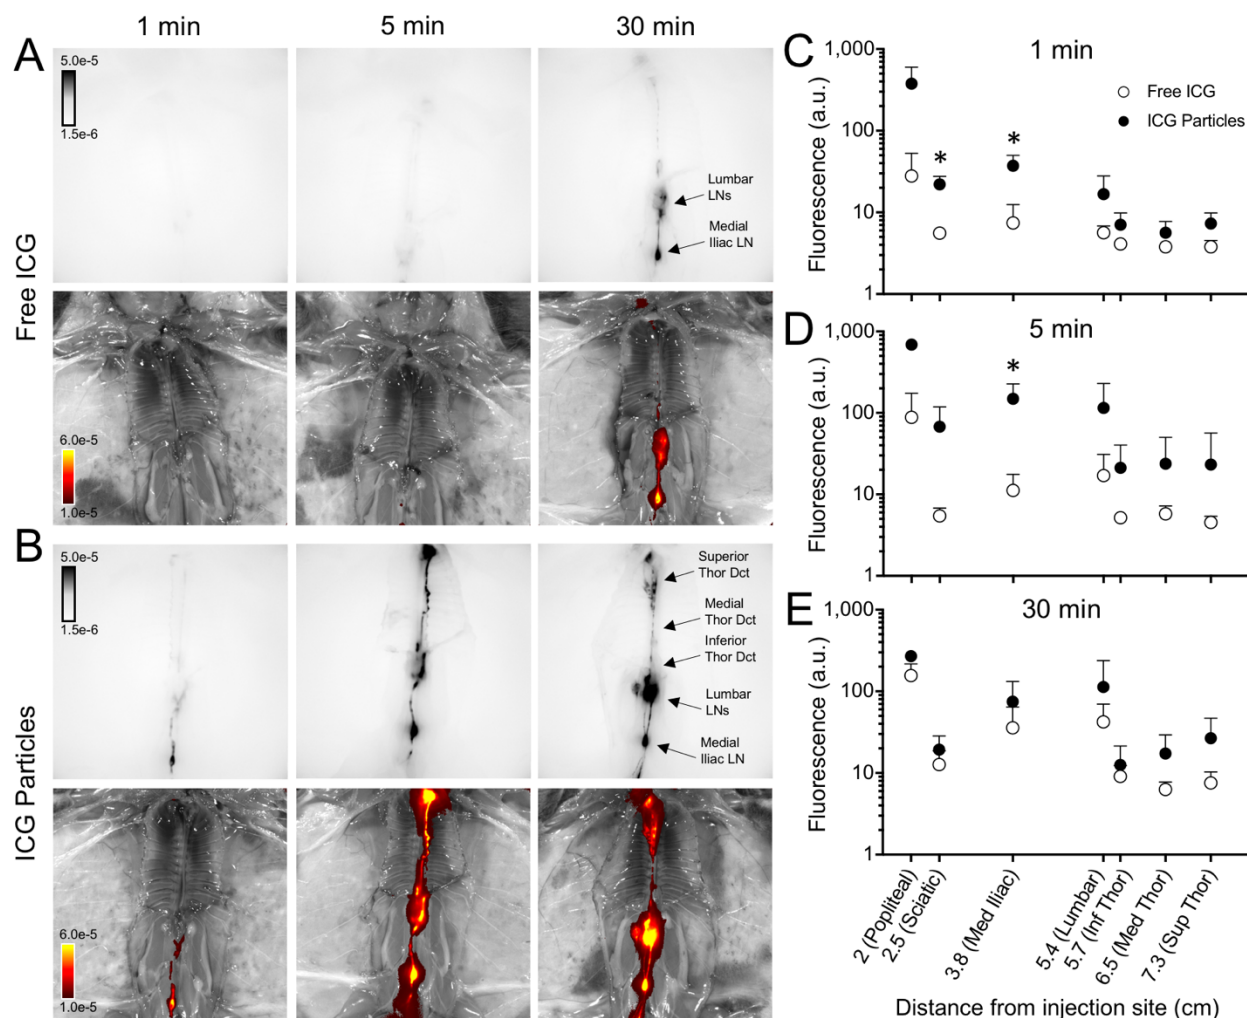 1 min
5 min
30 min
A
Free ICG
5.0e-5
1.5e-6
Lumbar
LNs
Medial
Iliac LN
6.0e-5
1.0e-5
B
ICG Particles
5.0e-5
1.5e-6
Superior
Thor Dct
Medial
Thor Dct
Inferior
Thor Dct
Lumbar
LNs
Medial
Iliac LN
6.0e-5
1.0e-5
C
1 min
Fluorescence (a.u.)
1,000
100
10
1
Free ICG
ICG Particles
*
*
D
5 min
Fluorescence (a.u.)
1,000
100
10
1
*
E
30 min
Fluorescence (a.u.)
1,000
100
10
1
2 (Popliteal)
2.5 (Sciatic)
3.8 (Med Iliac)
5.4 (Lumbar)
5.7 (Inf Thor)
6.5 (Med Thor)
7.3 (Sup Thor)
Distance from injection site (cm)